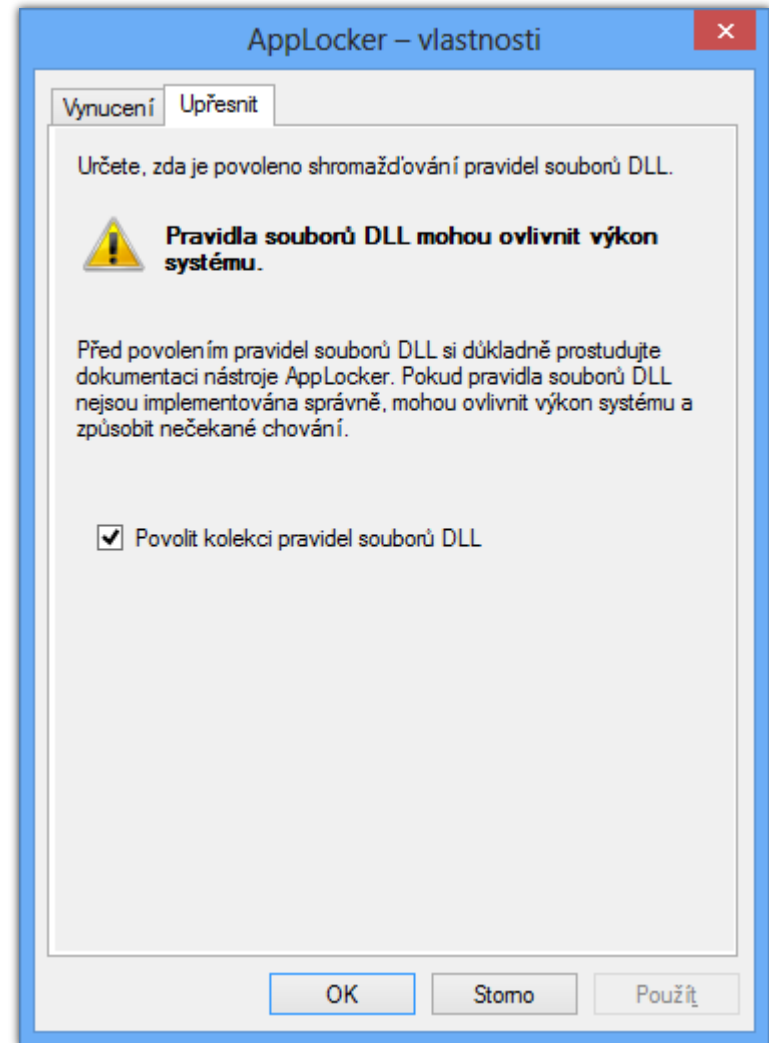 AppLocker – vlastnosti
Vynucení
Upřesnit
Určete, zda je povoleno shromažďování pravidel souborů DLL.
Pravidla souborů DLL mohou ovlivnit výkon
systému.
Před povolením pravidel souborů DLL si důkladně prostudujte
dokumentaci nástroje AppLocker. Pokud pravidla souborů DLL
nejsou implementována správně, mohou ovlivnit výkon systému a
způsobit nečekané chování.
Povolit kolekci pravidel souborů DLL
OK
Storno
Použít